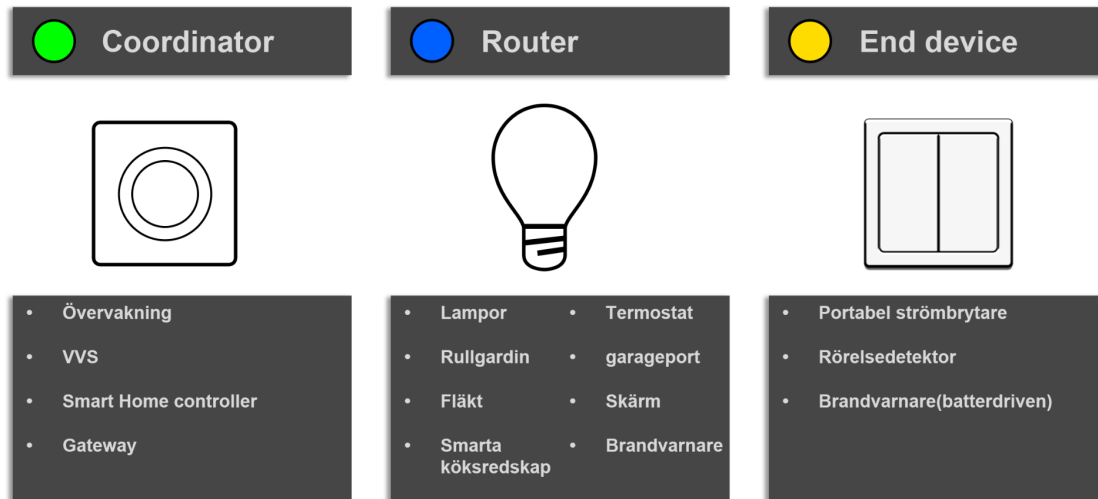 Coordinator
Router
End device
• Övervakning
• VVS
• Smart Home controller
• Gateway
• Lampor
• Rullgardin
• Fläkt
• Smarta
köksredskap
• Termostat
• garageport
• Skärm
• Brandvarnare
• Portabel strömbrytare
• Rörelsedetektor
• Brandvarnare(batterdriven)